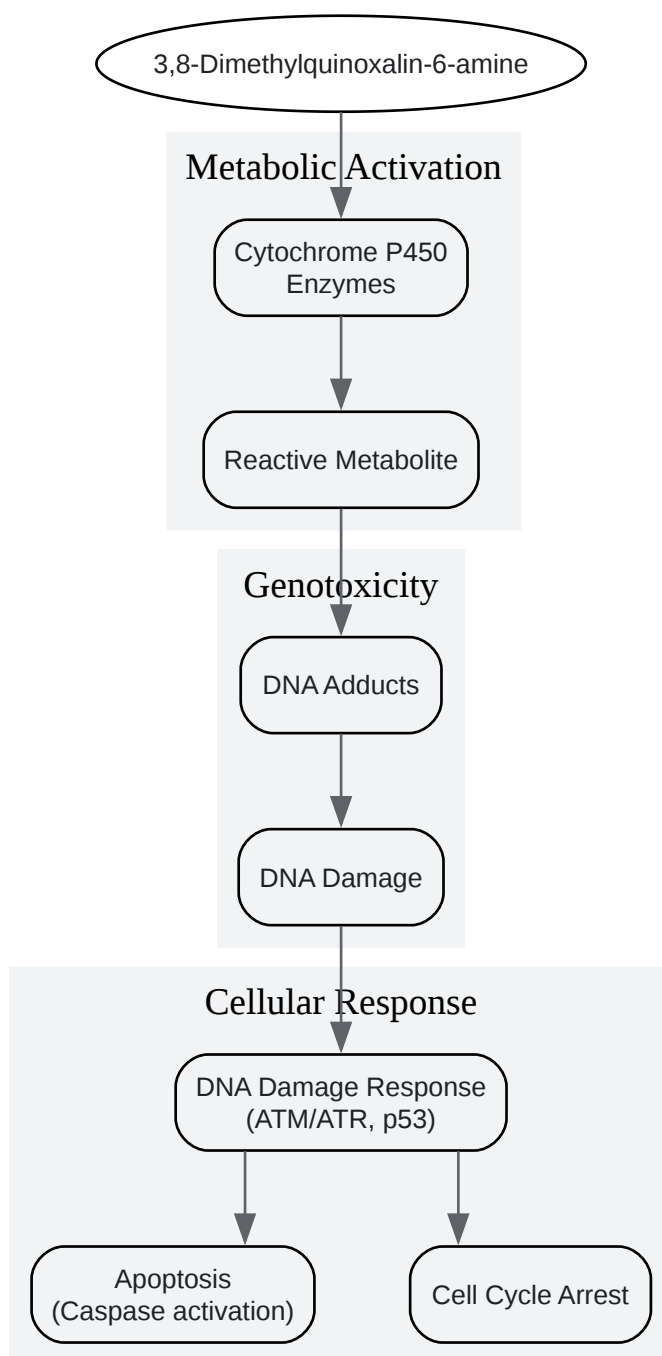 3,8-Dimethylquinoxalin-6-amine
Metabolic Activation
Cytochrome P450
Enzymes
Reactive Metabolite
Genotoxicity
DNA Adducts
DNA Damage
Cellular Response
DNA Damage Response
(ATM/ATR, p53)
Apoptosis
(Caspase activation)
Cell Cycle Arrest